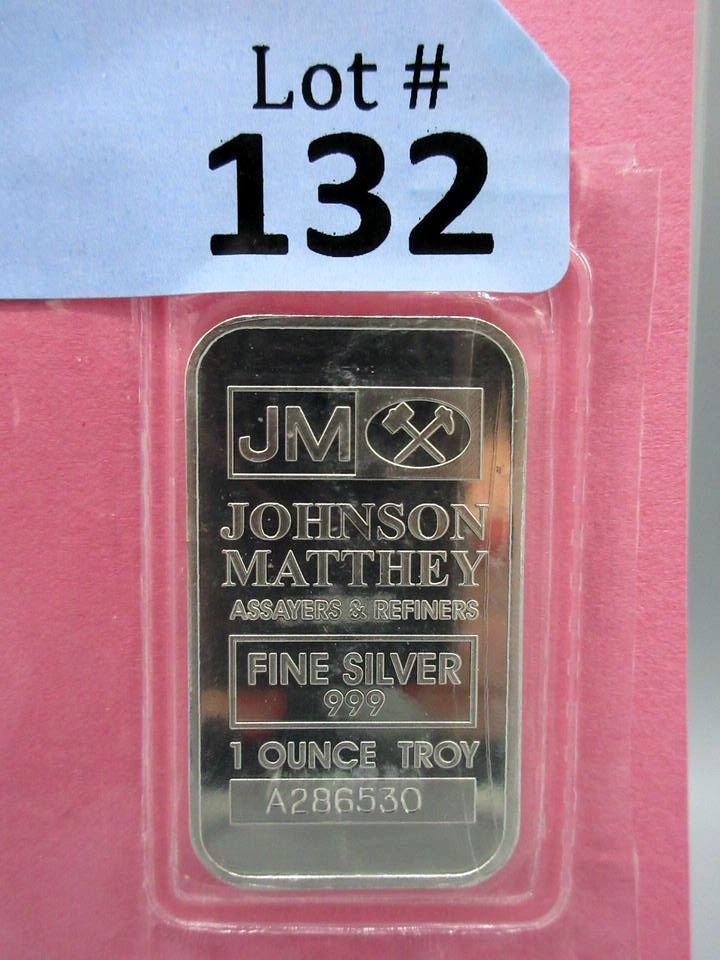 Lot #
132
JM
JOHNSON
MATTHEY
ASSAYERS & REFINERS
FINE SILVER
999
1 OUNCE TROY
A286530